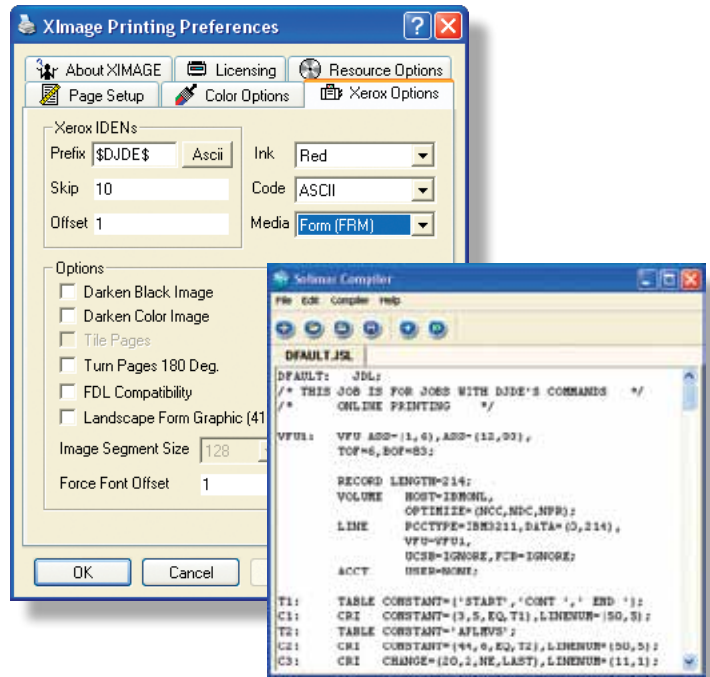 XImage Printing Preferences
About XIMAGE Licensing Resource Options
Page Setup Color Options Xerox Options
Xerox IDENs
Prefix $DJDE$ Ascii Ink Red
Skip 10 Code ASCII
Offset 1 Media Form (FRM)
Options
Darken Black Image
Darken Color Image
Tile Pages
Turn Pages 180 Deg.
FDL Compatibility
Landscape Form Graphic (41
Image Segment Size 128
Force Font Offset 1
OK Cancel
Solimar Compiler
File Edit Compiler Help
DFAULT.JSL
DFAULT: JDL;
/* THIS JOB IS FOR JOBS WITH DJDE'S COMMANDS */
/* ONLINE PRINTING */
VFU1: VFU ASS=(1,6),ASS=(12,
TOF=6,BOF=83;
RECORD LENGTH=214;
VOLUME HOST=IBMONL,
OPTIMIZE=(NCC,NDC,NPR);
LINE PCCTYPE=IBM3211,DATA=(0,214),
VFU=VFU1,
UCSB=IGNORE,FCB=IGNORE;
ACCT USER=NONE;
T1: TABLE CONSTANT=('START','CONT ',' END ');
C1: CRI CONSTANT=(3,5,EQ,T1),LINENUM=(50,5);
T2: TABLE
C2: CRI CONSTANT=(44,6,EQ,T2),LINENUM=(50,5);
C3: CRI CHANGE=(20,2,NE,LAST),LINENUM=(11,1);